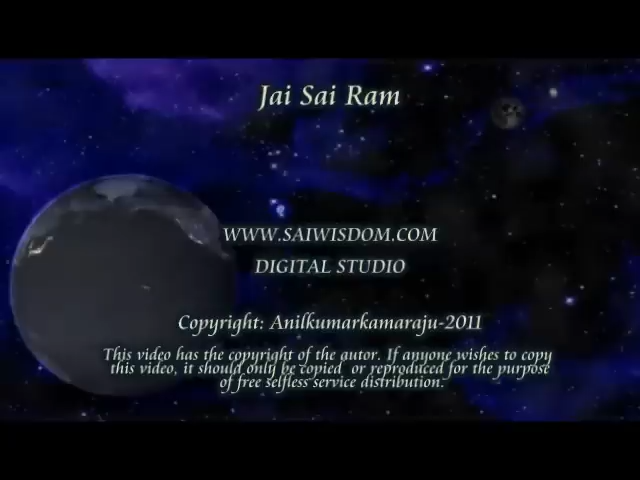 Jai Sai Ram
WWW.SAIWISDOM.COM
DIGITAL STUDIO
Copyright: Anilkumarkamaraju-2011
This video has the copyright of the autor. If anyone wishes to copy
this video, it should only be copied or reproduced for the purpose
of free selfless service distribution.